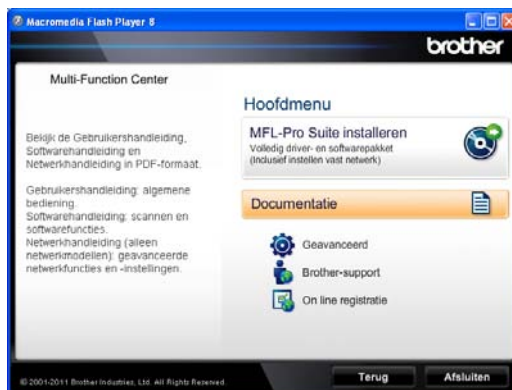 Macromedia Flash Player 8
brother
Multi-Function Center
Bekijk de Gebruikershandleiding,
Softwarehandleiding en
Netwerkhandleiding in PDF-formaat.
Gebruikershandleiding: algemene
bediening.
Softwarehandleiding: scannen en
softwarefuncties.
Netwerkhandleiding (alleen
netwerkmodellen): geavanceerde
netwerkfuncties en -instellingen.
Hoofdmenu
MFL-Pro Suite installeren
Volledig driver- en softwarepakket
(Inclusief instellen vast netwerk)
Documentatie
Geavanceerd
Brother-support
On line registratie
© 2001-2011 Brother Industries, Ltd. All Rights Reserved.
Terug
Afsluiten